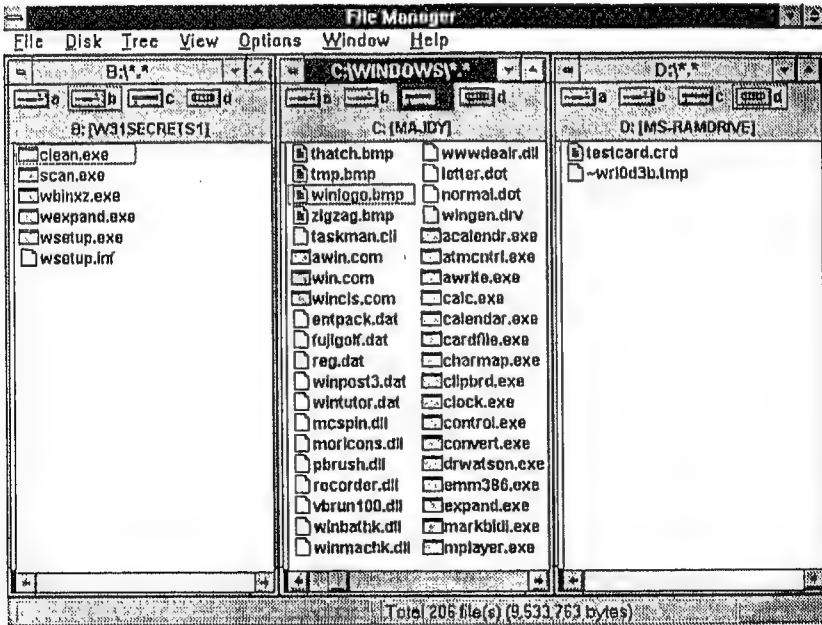 File Manager
File Disk Tree View Options Window Help
B:\*.*
a b c d
B: [W31SECRETS1]
clean.exe
scan.exe
wbinxz.exe
wexpand.exe
wsetup.exe
wsetup.inf
C:\WINDOWS\*.*
a b d
C: [MAJDY]
thatch.bmp
tmp.bmp
winlogo.bmp
zigzag.bmp
taskman.cli
awin.com
win.com
wincls.com
entpack.dat
fujigolf.dat
reg.dat
winpost3.dat
wintutor.dat
mcspin.dll
moricons.dll
pbrush.dll
recorder.dll
vbrun100.dll
winbathk.dll
winmachk.dll
wwwdealr.dll
letter.dot
normal.dot
wingen.drv
acalendr.exe
atmcntrl.exe
awrite.exe
calc.exe
calendar.exe
cardfile.exe
charmap.exe
clipbrd.exe
clock.exe
control.exe
convert.exe
drwatson.exe
emm386.exe
expand.exe
markbidi.exe
mplayer.exe
D:\*.*
a b c d
D: [MS-RAMDRIVE]
testcard.crd
~wri0d3b.tmp
Total 206 file(s) (9,533,763 bytes)